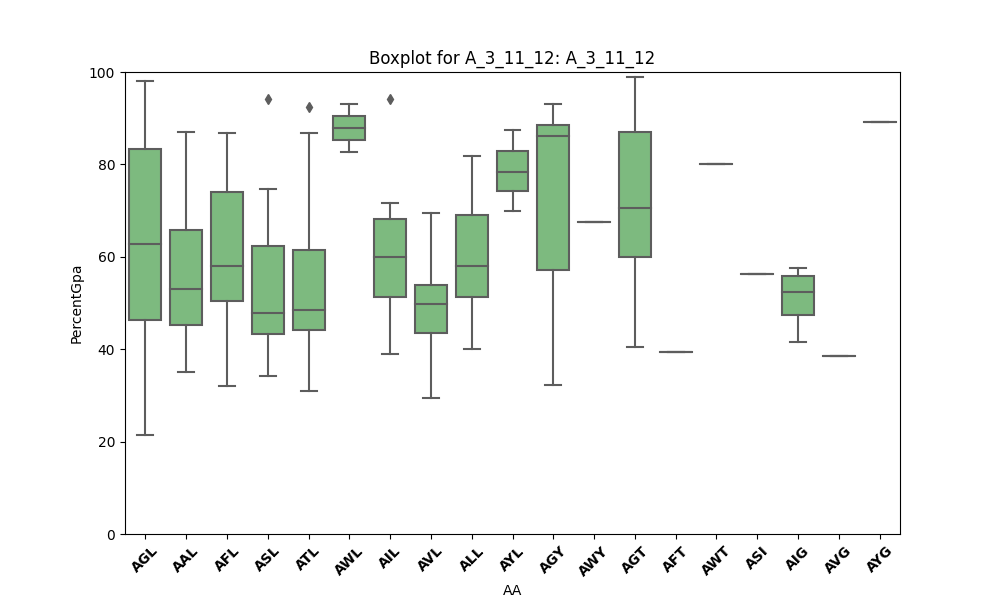 Boxplot for A_3_11_12: A_3_11_12
PercentGpa
100
80
60
40
20
0
AGL AAL AFL ASL ATL AWL AIL AVL ALL AYL AGY AWY AGT AFT AWT ASI AIG AVG AYG
AA